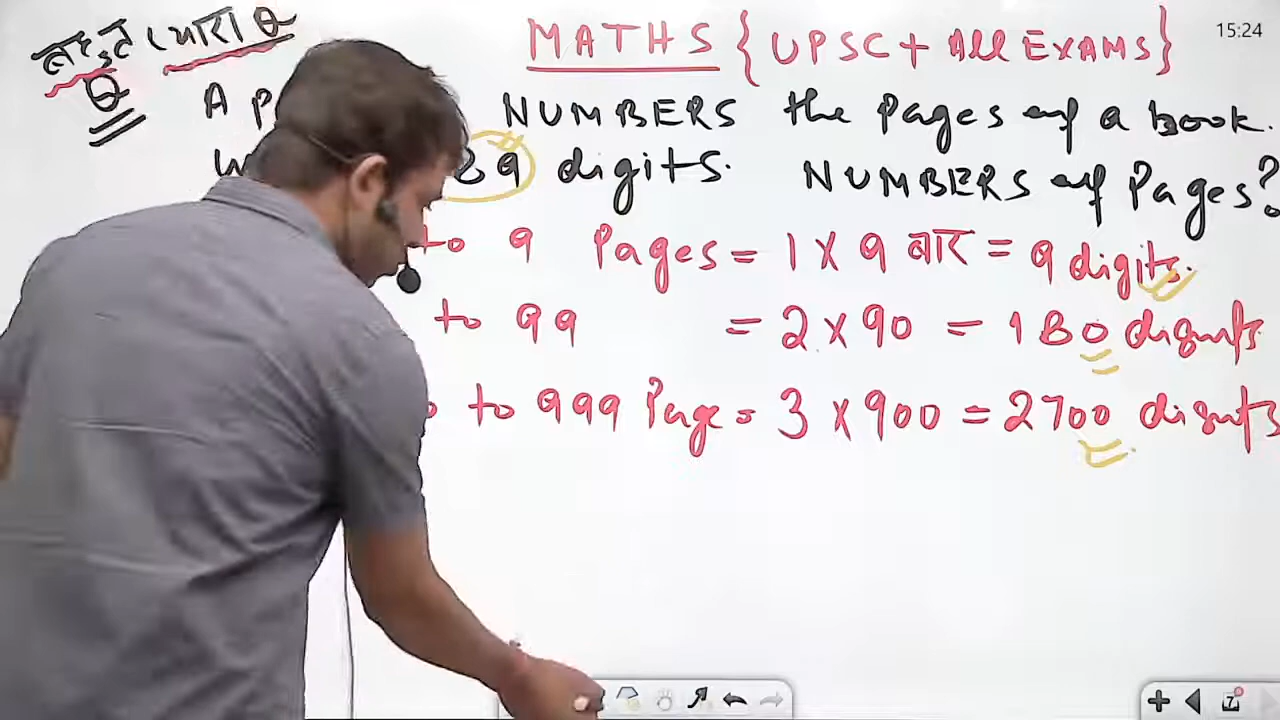 MATHS { UPSC + All EXAMS }
15:24
Q
A NUMBERS the Pages of a book.
29 digits. NUMBERS of Pages?
to 9 Pages = 1 X 9 बार = 9 digits.
to 99 = 2 x 90 = 180 digits
to 999 Page = 3 x 900 = 2700 digits